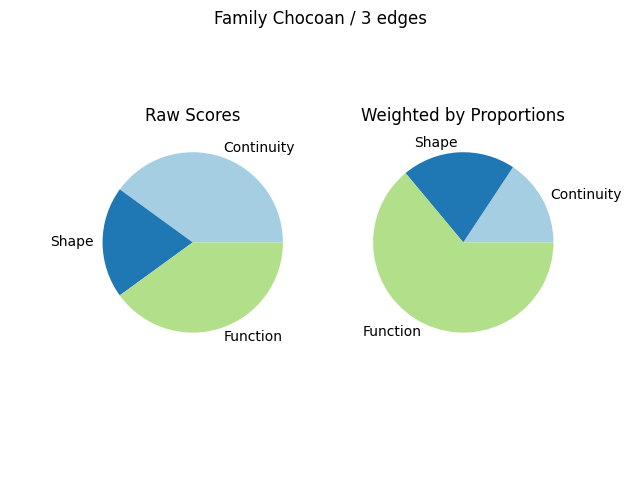 Family Chocoan / 3 edges
Raw Scores
Continuity
Shape
Function
Weighted by Proportions
Shape
Continuity
Function